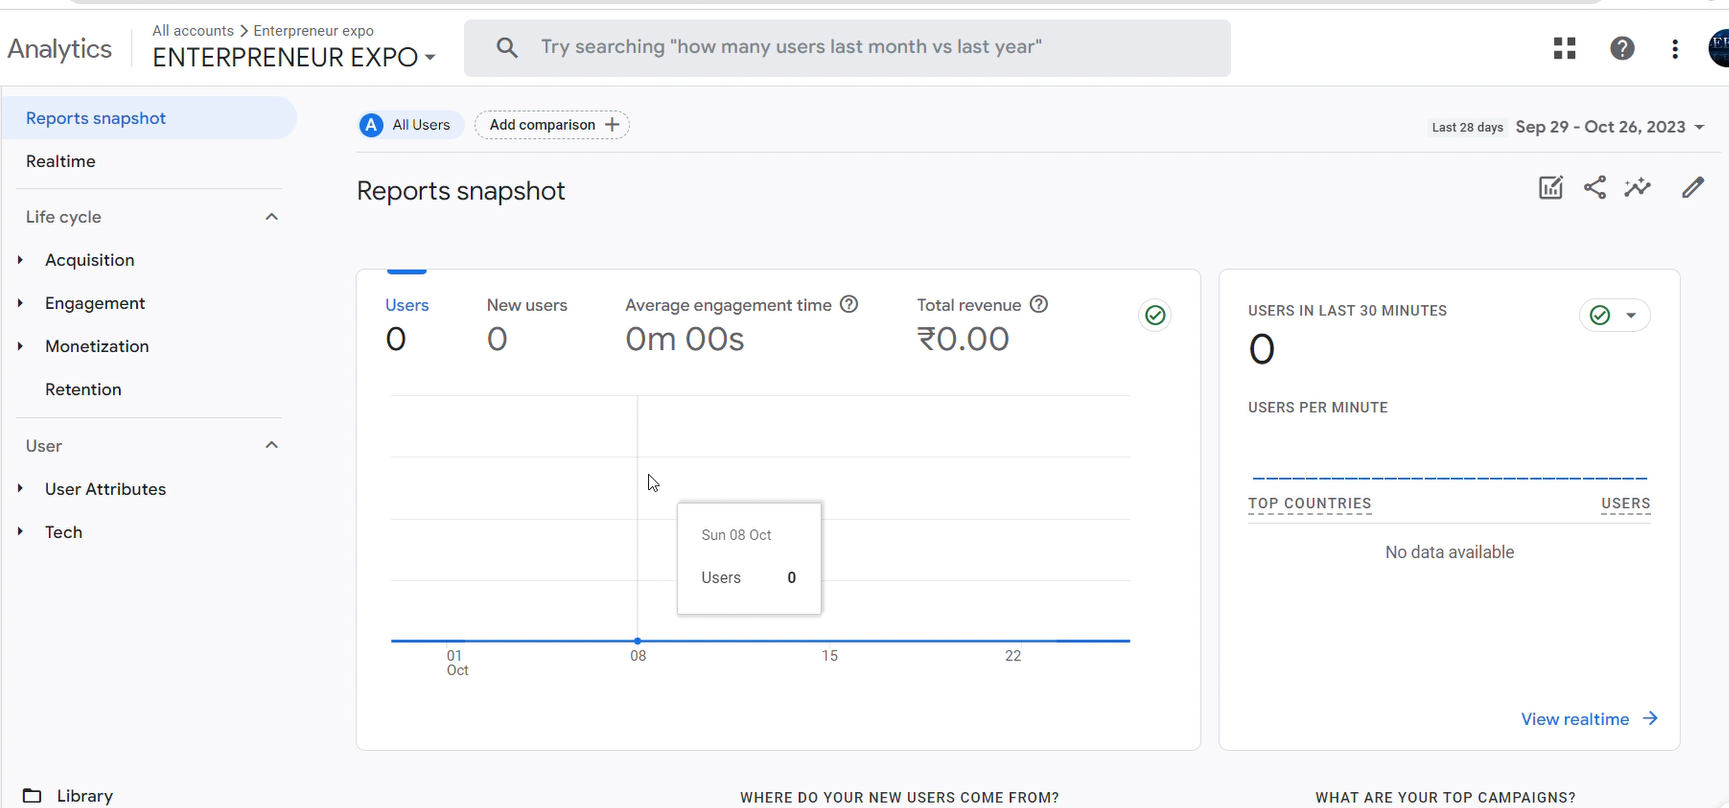 Analytics
All accounts > Enterpreneur expo
ENTERPRENEUR EXPO
Try searching "how many users last month vs last year"
Reports snapshot
Realtime
Life cycle
Acquisition
Engagement
Monetization
Retention
User
User Attributes
Tech
Library
A All Users
Add comparison +
Last 28 days Sep 29 - Oct 26, 2023
Reports snapshot
Users
0
New users
0
Average engagement time ?
0m 00s
Total revenue ?
₹0.00
Sun 08 Oct
Users 0
01 08 15 22
Oct
USERS IN LAST 30 MINUTES
0
USERS PER MINUTE
TOP COUNTRIES USERS
No data available
View realtime
WHERE DO YOUR NEW USERS COME FROM?
WHAT ARE YOUR TOP CAMPAIGNS?